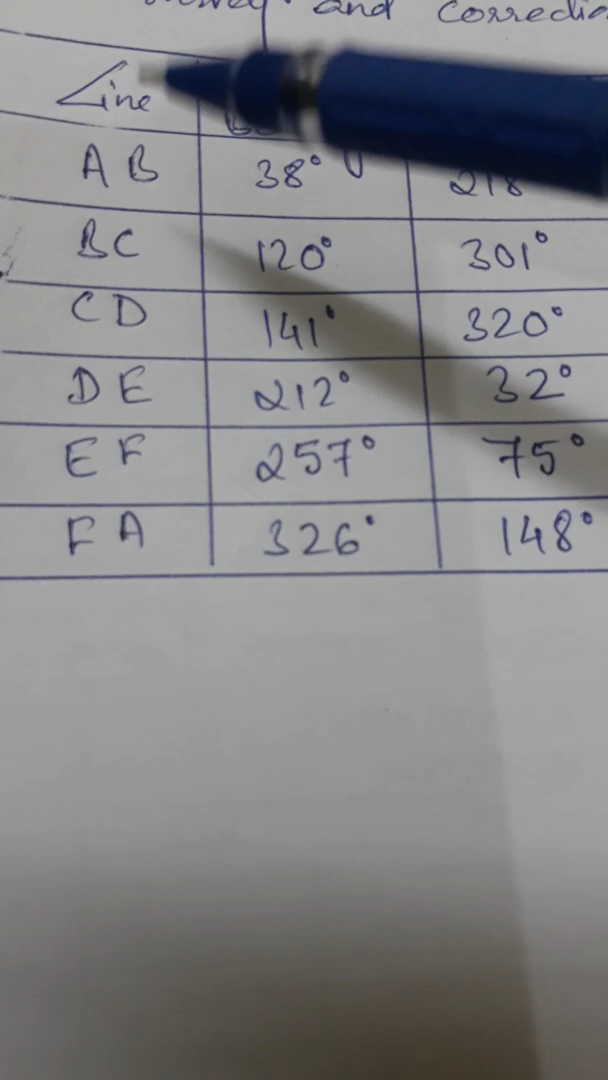 and Correctio
Line
AB 38° 218
BC 120° 301°
CD 141° 320°
DE 212° 32°
EF 257° 75°
FA 326° 148°